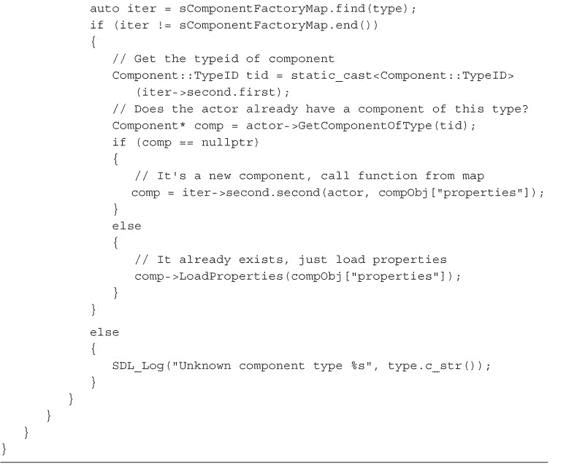 auto iter = sComponentFactoryMap.find(type);
if (iter != sComponentFactoryMap.end())
{
// Get the typeid of component
Component::TypeID tid = static_cast<Component::TypeID>
(iter->second.first);
// Does the actor already have a component of this type?
Component* comp = actor->GetComponentOfType(tid);
if (comp == nullptr)
{
// It's a new component, call function from map
comp = iter->second.second(actor, compObj["properties"]);
}
else
{
// It already exists, just load properties
comp->LoadProperties(compObj["properties"]);
}
}
else
{
SDL_Log("Unknown component type %s", type.c_str());
}
}
}
}
}